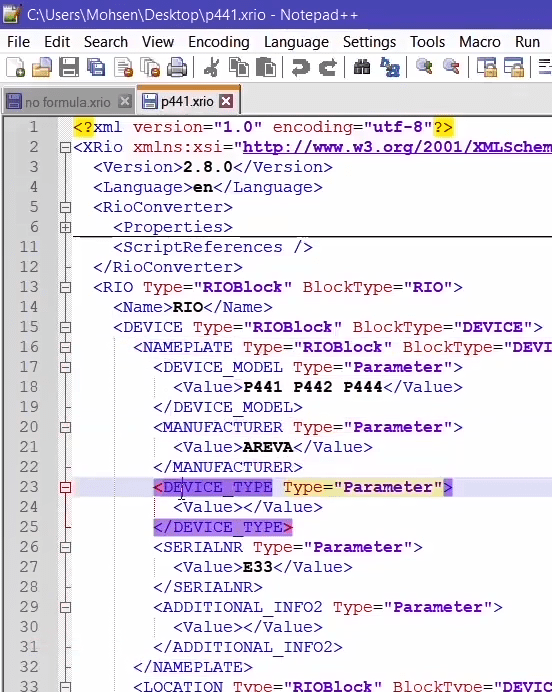 C:\Users\Mohsen\Desktop\p441.xrio - Notepad++
File Edit Search View Encoding Language Settings Tools Macro Run
no formula.xrio p441.xrio
1 <?xml version="1.0" encoding="utf-8"?>
2 <XRio xmlns:xsi="http://www.w3.org/2001/XMLSchem
3 <Version>2.8.0</Version>
4 <Language>en</Language>
5 <RioConverter>
6 <Properties>
11 <ScriptReferences />
12 </RioConverter>
13 <RIO Type="RIOBlock" BlockType="RIO">
14 <Name>RIO</Name>
15 <DEVICE Type="RIOBlock" BlockType="DEVICE">
16 <NAMEPLATE Type="RIOBlock" BlockType="DEVI
17 <DEVICE_MODEL Type="Parameter">
18 <Value>P441 P442 P444</Value>
19 </DEVICE_MODEL>
20 <MANUFACTURER Type="Parameter">
21 <Value>AREVA</Value>
22 </MANUFACTURER>
23 <DEVICE_TYPE Type="Parameter">
24 <Value></Value>
25 </DEVICE_TYPE>
26 <SERIALNR Type="Parameter">
27 <Value>E33</Value>
28 </SERIALNR>
29 <ADDITIONAL_INFO2 Type="Parameter">
30 <Value></Value>
31 </ADDITIONAL_INFO2>
32 </NAMEPLATE>
33 <LOCATION Type="RIOBlock" BlockType="DEVIC